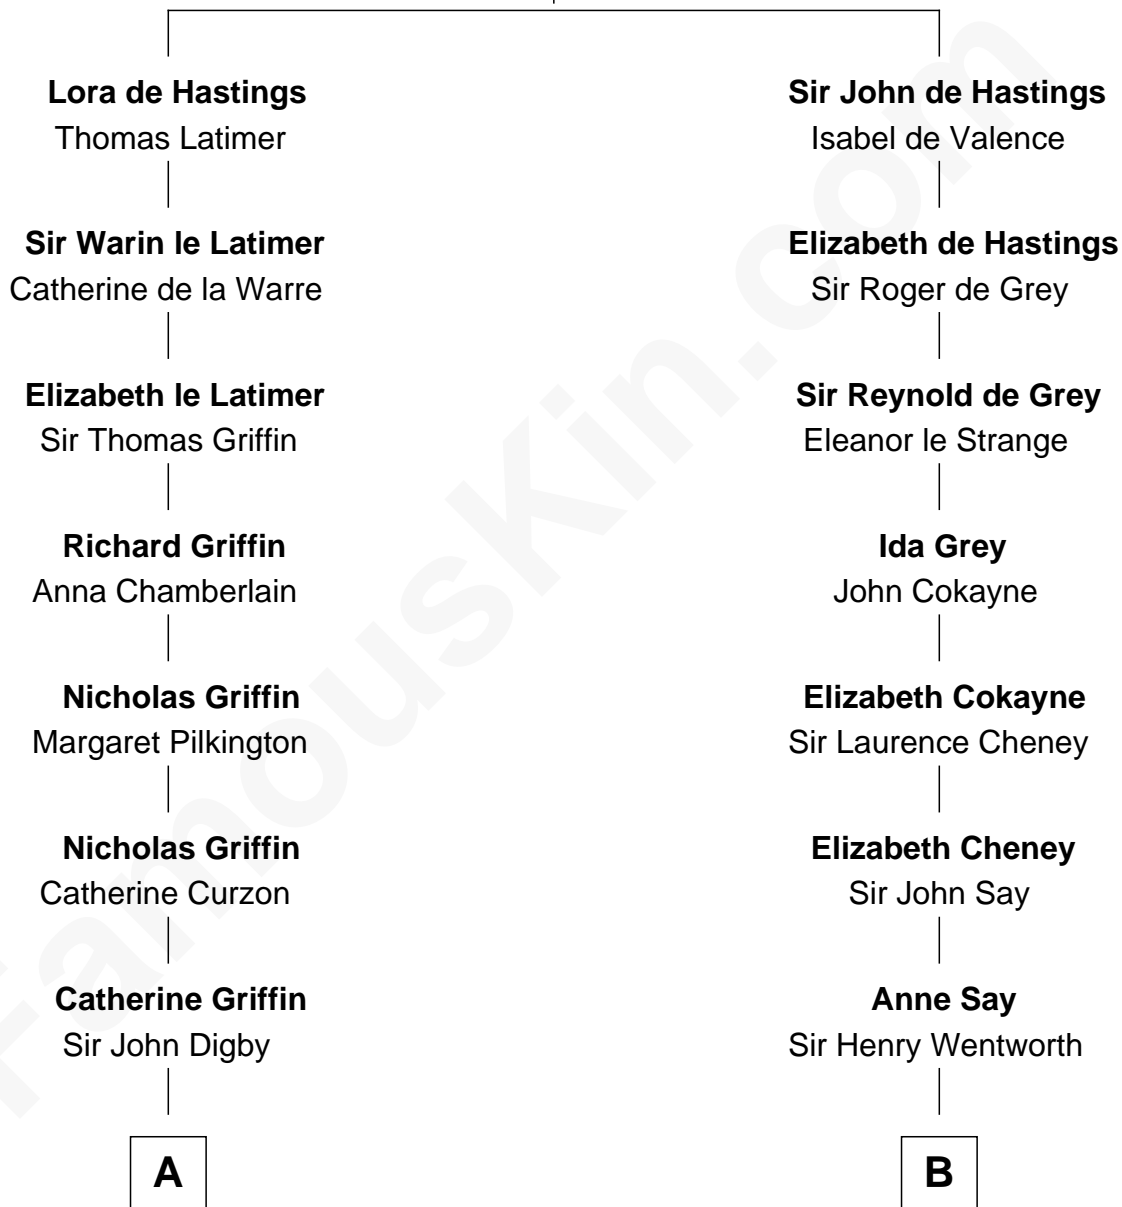 Lora de Hastings
Thomas Latimer
Sir Warin le Latimer
Catherine de la Warre
Elizabeth le Latimer
Sir Thomas Griffin
Richard Griffin
Anna Chamberlain
Nicholas Griffin
Margaret Pilkington
Nicholas Griffin
Catherine Curzon
Catherine Griffin
Sir John Digby
A
Sir John de Hastings
Isabel de Valence
Elizabeth de Hastings
Sir Roger de Grey
Sir Reynold de Grey
Eleanor le Strange
Ida Grey
John Cokayne
Elizabeth Cokayne
Sir Laurence Cheney
Elizabeth Cheney
Sir John Say
Anne Say
Sir Henry Wentworth
B
FamousKin.com